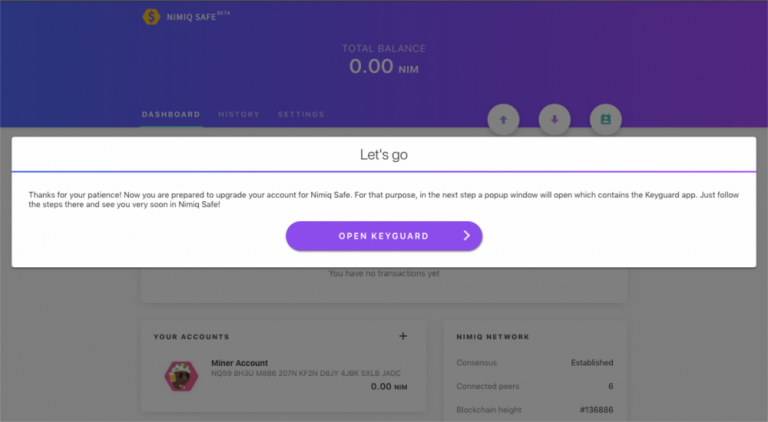 NIMIQ SAFE BETA
TOTAL BALANCE
0.00 NIM
DASHBOARD HISTORY SETTINGS
Let's go
Thanks for your patience! Now you are prepared to upgrade your account for Nimiq Safe. For that purpose, in the next step a popup window will open which contains the Keyguard app. Just follow
the steps there and see you very soon in Nimiq Safe!
OPEN KEYGUARD
You have no transactions yet
YOUR ACCOUNTS
Miner Account
NQ59 BH3U M886 207N KF2N D8JY 4JBK SXLB JAGC
0.00 NIM
NIMIQ NETWORK
Consensus Established
Connected peers 6
Blockchain height #136886